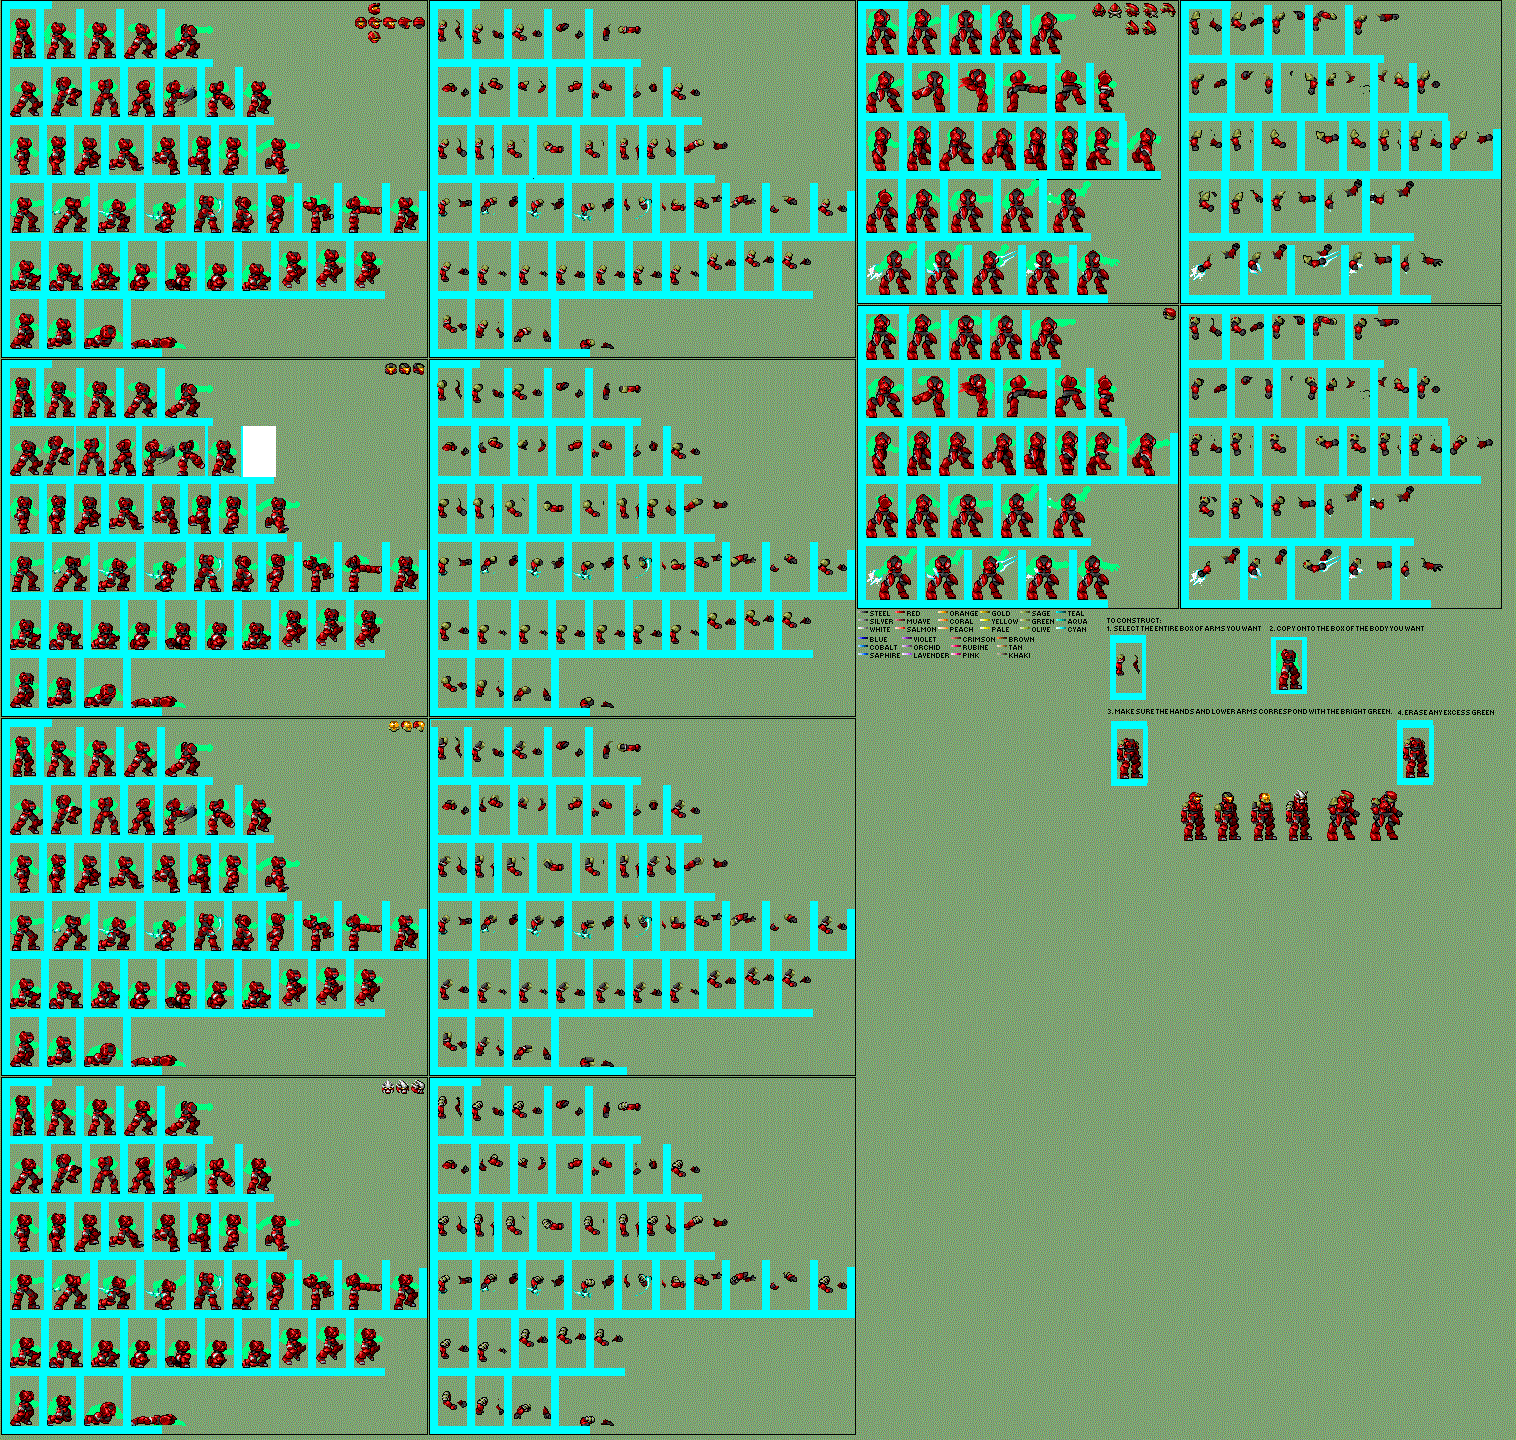 STEEL RED ORANGE GOLD SAGE TEAL
SILVER MUAVE CORAL YELLOW GREEN AQUA
WHITE SALMON PEACH PALE OLIVE CYAN
BLUE VIOLET CRIMSON BROWN
COBALT ORCHID RUBINE TAN
SAPHIRE LAVENDER PINK KHAKI
TO CONSTRUCT:
1. SELECT THE ENTIRE BOX OF ARMS YOU WANT
2. COPY ONTO THE BOX OF THE BODY YOU WANT
3. MAKE SURE THE HANDS AND LOWER ARMS CORRESPOND WITH THE BRIGHT GREEN.
4. ERASE ANY EXCESS GREEN